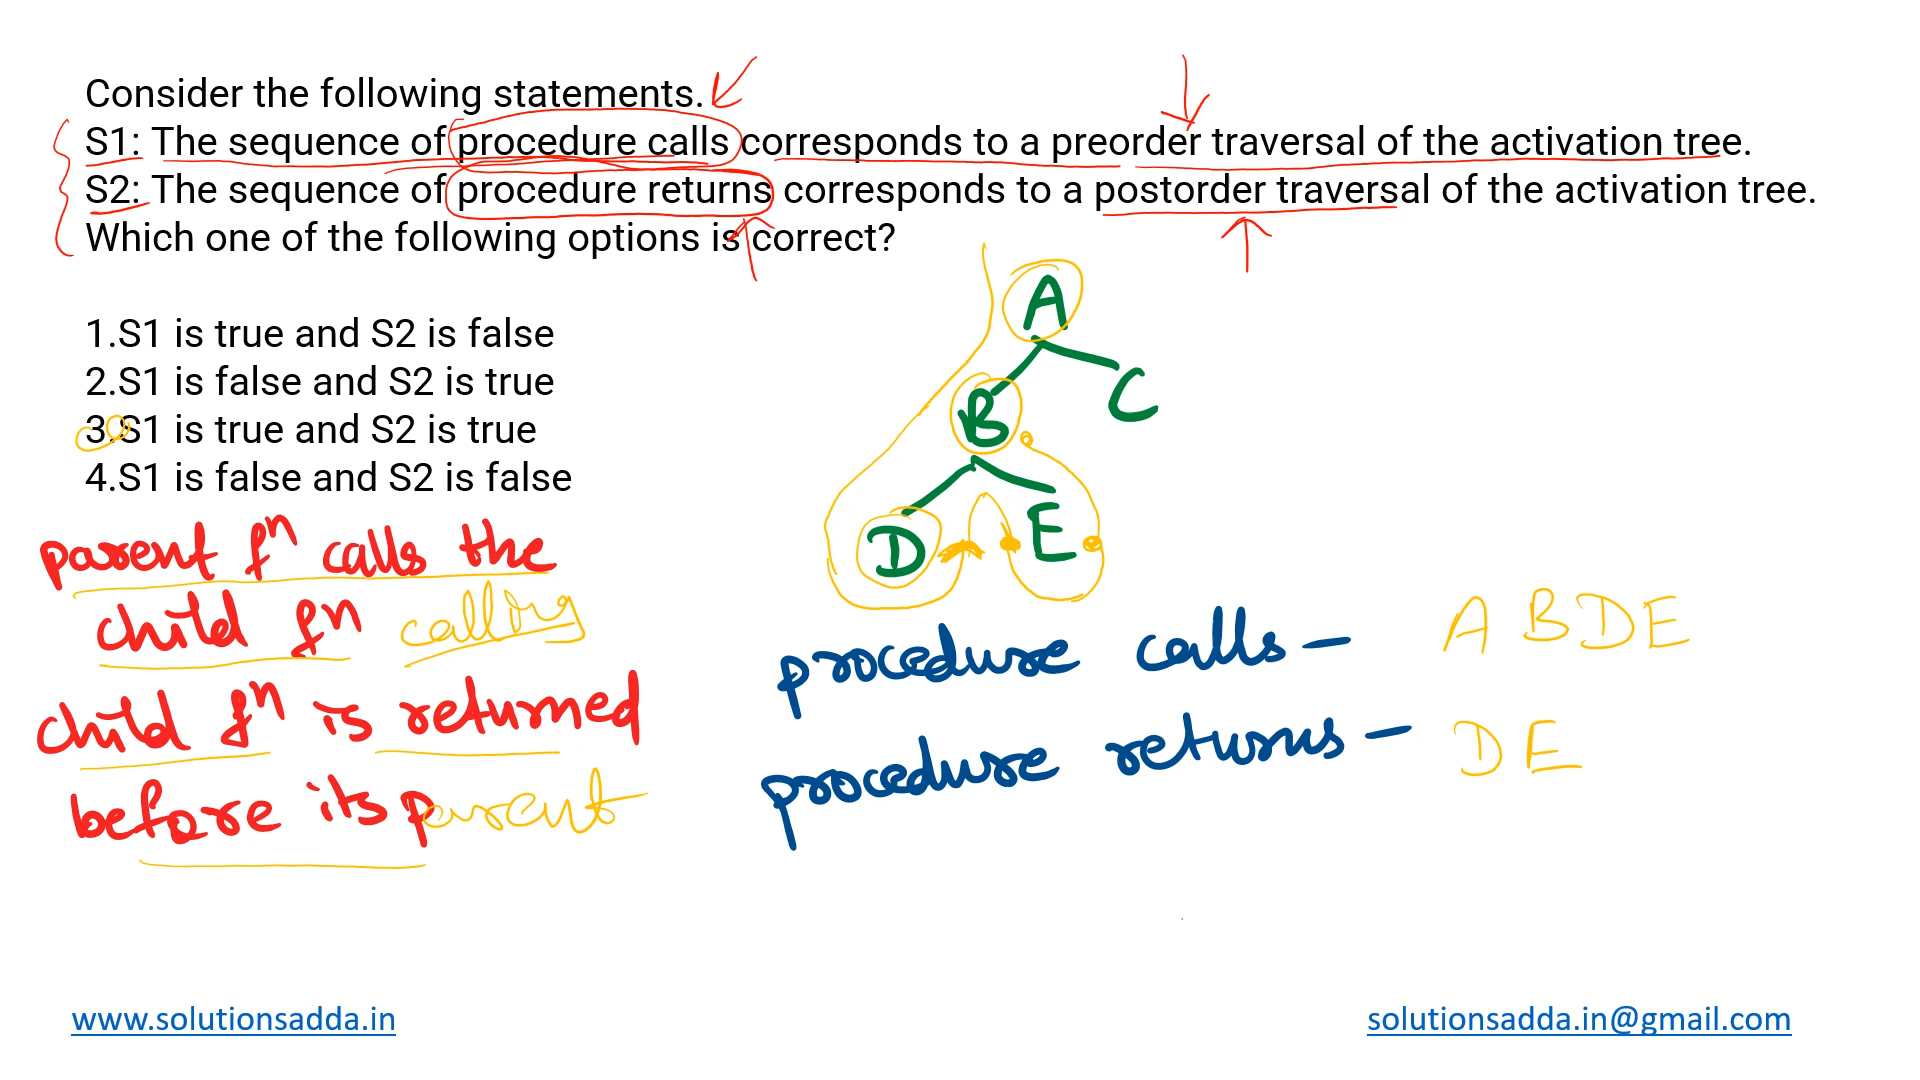 Consider the following statements.
S1: The sequence of procedure calls corresponds to a preorder traversal of the activation tree.
S2: The sequence of procedure returns corresponds to a postorder traversal of the activation tree.
Which one of the following options is correct?
1.S1 is true and S2 is false
2.S1 is false and S2 is true
3.S1 is true and S2 is true
4.S1 is false and S2 is false
A
B C
D E
parent fⁿ calls the
child fⁿ calling
child fⁿ is returned
before its parent
procedure calls - A B D E
procedure returns - D E
www.solutionsadda.in
solutionsadda.in@gmail.com